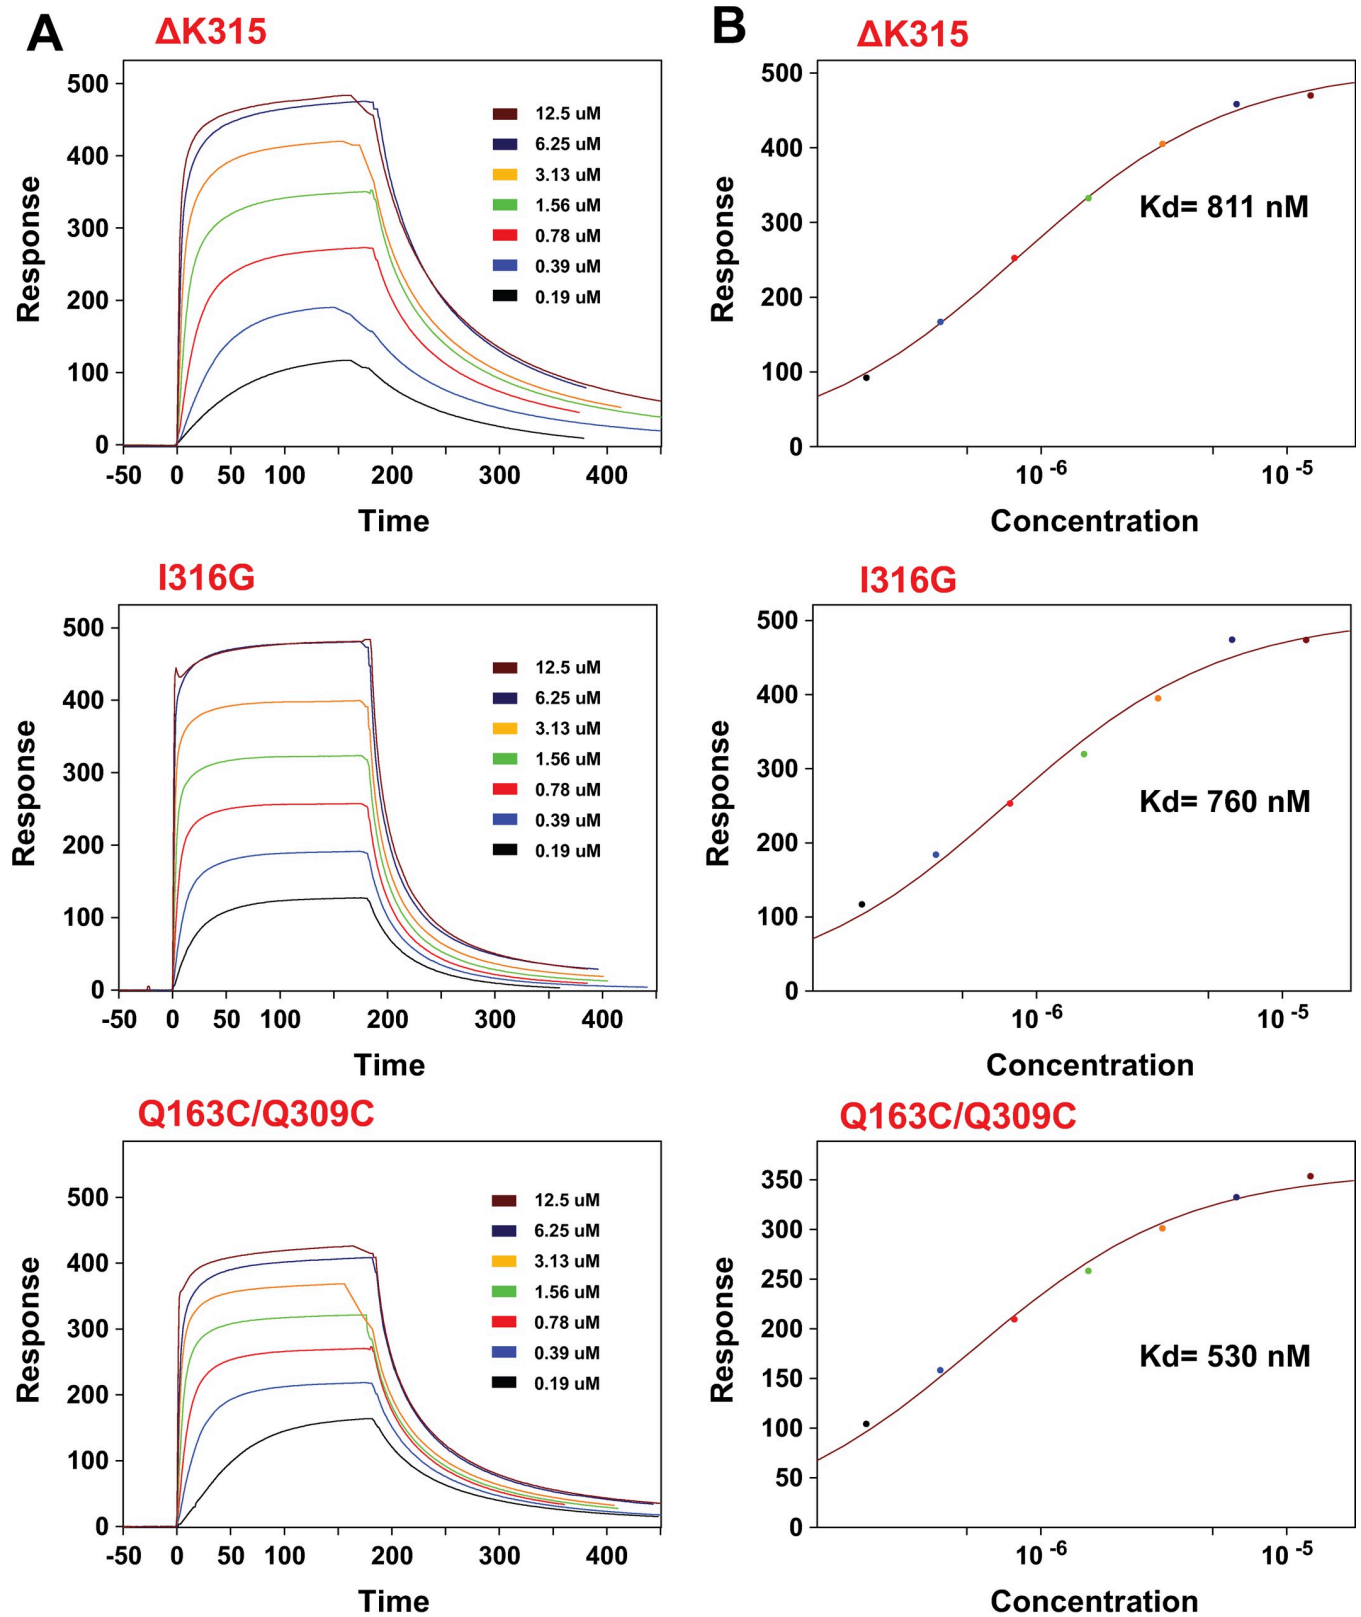 A
ΔK315
500
400
300
200
100
0
-50 0 50 100 200 300 400
Response
Time
12.5 uM
6.25 uM
3.13 uM
1.56 uM
0.78 uM
0.39 uM
0.19 uM
B
ΔK315
500
400
300
200
100
0
10 -6 10 -5
Response
Concentration
Kd= 811 nM
I316G
500
400
300
200
100
0
-50 0 50 100 200 300 400
Response
Time
12.5 uM
6.25 uM
3.13 uM
1.56 uM
0.78 uM
0.39 uM
0.19 uM
I316G
500
400
300
200
100
0
10 -6 10 -5
Response
Concentration
Kd= 760 nM
Q163C/Q309C
500
400
300
200
100
0
-50 0 50 100 200 300 400
Response
Time
12.5 uM
6.25 uM
3.13 uM
1.56 uM
0.78 uM
0.39 uM
0.19 uM
Q163C/Q309C
350
300
250
200
150
100
50
0
10 -6 10 -5
Response
Concentration
Kd= 530 nM